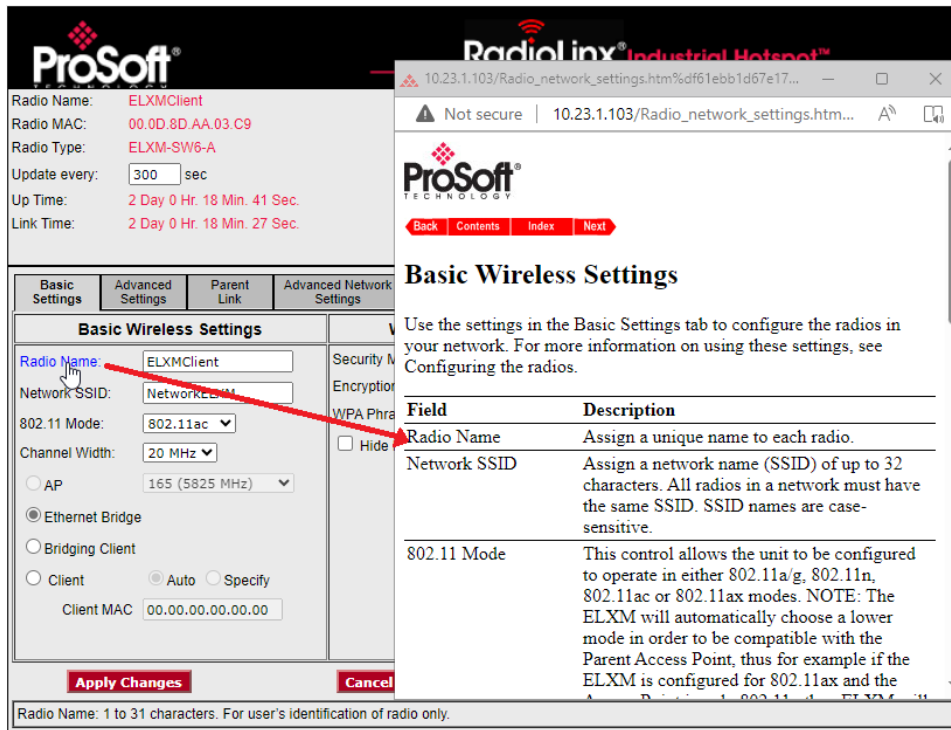 ProSoft®
TECHNOLOGY
RadioLinx® Industrial Hotspot™
Radio Name: ELXMClient
Radio MAC: 00.0D.8D.AA.03.C9
Radio Type: ELXM-SW6-A
Update every: 300 sec
Up Time: 2 Day 0 Hr. 18 Min. 41 Sec.
Link Time: 2 Day 0 Hr. 18 Min. 27 Sec.
Basic Settings
Advanced Settings
Parent Link
Advanced Network Settings
Basic Wireless Settings
Radio Name: ELXMClient
Network SSID:
802.11 Mode: 802.11ac
Channel Width: 20 MHz
AP 165 (5825 MHz)
Ethernet Bridge
Bridging Client
Client Auto Specify
Client MAC 00.00.00.00.00.00
W
Security M
Encryption
WPA Phra
Hide
Apply Changes
Cancel
Radio Name: 1 to 31 characters. For user's identification of radio only.
10.23.1.103/Radio_network_settings.htm%df61ebb1d67e17...
Not secure | 10.23.1.103/Radio_network_settings.htm...
ProSoft®
TECHNOLOGY
Back Contents Index Next
Basic Wireless Settings
Use the settings in the Basic Settings tab to configure the radios in
your network. For more information on using these settings, see
Configuring the radios.
Field Description
Radio Name Assign a unique name to each radio.
Network SSID Assign a network name (SSID) of up to 32
characters. All radios in a network must have
the same SSID. SSID names are case-
sensitive.
802.11 Mode This control allows the unit to be configured
to operate in either 802.11a/g, 802.11n,
802.11ac or 802.11ax modes. NOTE: The
ELXM will automatically choose a lower
mode in order to be compatible with the
Parent Access Point, thus for example if the
ELXM is configured for 802.11ax and the